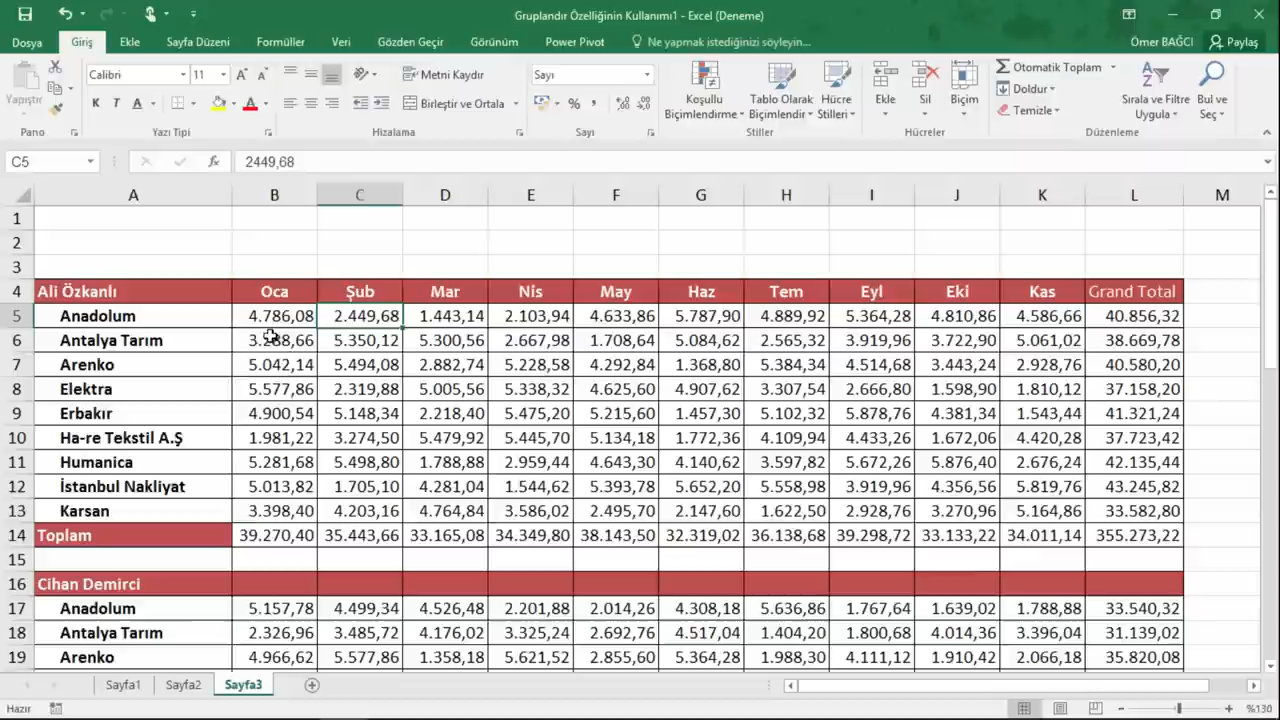 Gruplandır Özelliğinin Kullanımı1 - Excel (Deneme)
Dosya Giriş Ekle Sayfa Düzeni Formüller Veri Gözden Geçir Görünüm Power Pivot Ne yapmak istediğinizi söyleyin... Ömer BAĞCI Paylaş
Yapıştır Calibri 11 Metni Kaydır Sayı Koşullu Biçimlendirme Tablo Olarak Biçimlendir Hücre Stilleri Ekle Sil Biçim Otomatik Toplam Sırala ve Filtre Uygula Bul ve Seç
K T A A Birleştir ve Ortala % Doldur
Temizle
Pano Yazı Tipi Hizalama Sayı Stiller Hücreler Düzenleme
C5 fx 2449,68
A B C D E F G H I J K L M
1
2
3
4 Ali Özkanlı Oca Şub Mar Nis May Haz Tem Eyl Eki Kas Grand Total
5 Anadolum 4.786,08 2.449,68 1.443,14 2.103,94 4.633,86 5.787,90 4.889,92 5.364,28 4.810,86 4.586,66 40.856,32
6 Antalya Tarım 5.350,12 5.300,56 2.667,98 1.708,64 5.084,62 2.565,32 3.919,96 3.722,90 5.061,02 38.669,78
7 Arenko 5.042,14 5.494,08 2.882,74 5.228,58 4.292,84 1.368,80 5.384,34 4.514,68 3.443,24 2.928,76 40.580,20
8 Elektra 5.577,86 2.319,88 5.005,56 5.338,32 4.625,60 4.907,62 3.307,54 2.666,80 1.598,90 1.810,12 37.158,20
9 Erbakır 4.900,54 5.148,34 2.218,40 5.475,20 5.215,60 1.457,30 5.102,32 5.878,76 4.381,34 1.543,44 41.321,24
10 Ha-re Tekstil A.Ş 1.981,22 3.274,50 5.479,92 5.445,70 5.134,18 1.772,36 4.109,94 4.433,26 1.672,06 4.420,28 37.723,42
11 Humanica 5.281,68 5.498,80 1.788,88 2.959,44 4.643,30 4.140,62 3.597,82 5.672,26 5.876,40 2.676,24 42.135,44
12 İstanbul Nakliyat 5.013,82 1.705,10 4.281,04 1.544,62 5.393,78 5.652,20 5.558,98 3.919,96 4.356,56 5.819,76 43.245,82
13 Karsan 3.398,40 4.203,16 4.764,84 3.586,02 2.495,70 2.147,60 1.622,50 2.928,76 3.270,96 5.164,86 33.582,80
14 Toplam 39.270,40 35.443,66 33.165,08 34.349,80 38.143,50 32.319,02 36.138,68 39.298,72 33.133,22 34.011,14 355.273,22
15
16 Cihan Demirci
17 Anadolum 5.157,78 4.499,34 4.526,48 2.201,88 2.014,26 4.308,18 5.636,86 1.767,64 1.639,02 1.788,88 33.540,32
18 Antalya Tarım 2.326,96 3.485,72 4.176,02 3.325,24 2.692,76 4.517,04 1.404,20 1.800,68 4.014,36 3.396,04 31.139,02
19 Arenko 4.966,62 5.577,86 1.358,18 5.621,52 2.855,60 5.364,28 1.988,30 4.111,12 1.910,42 2.066,18 35.820,08
Sayfa1 Sayfa2 Sayfa3
Hazır %130